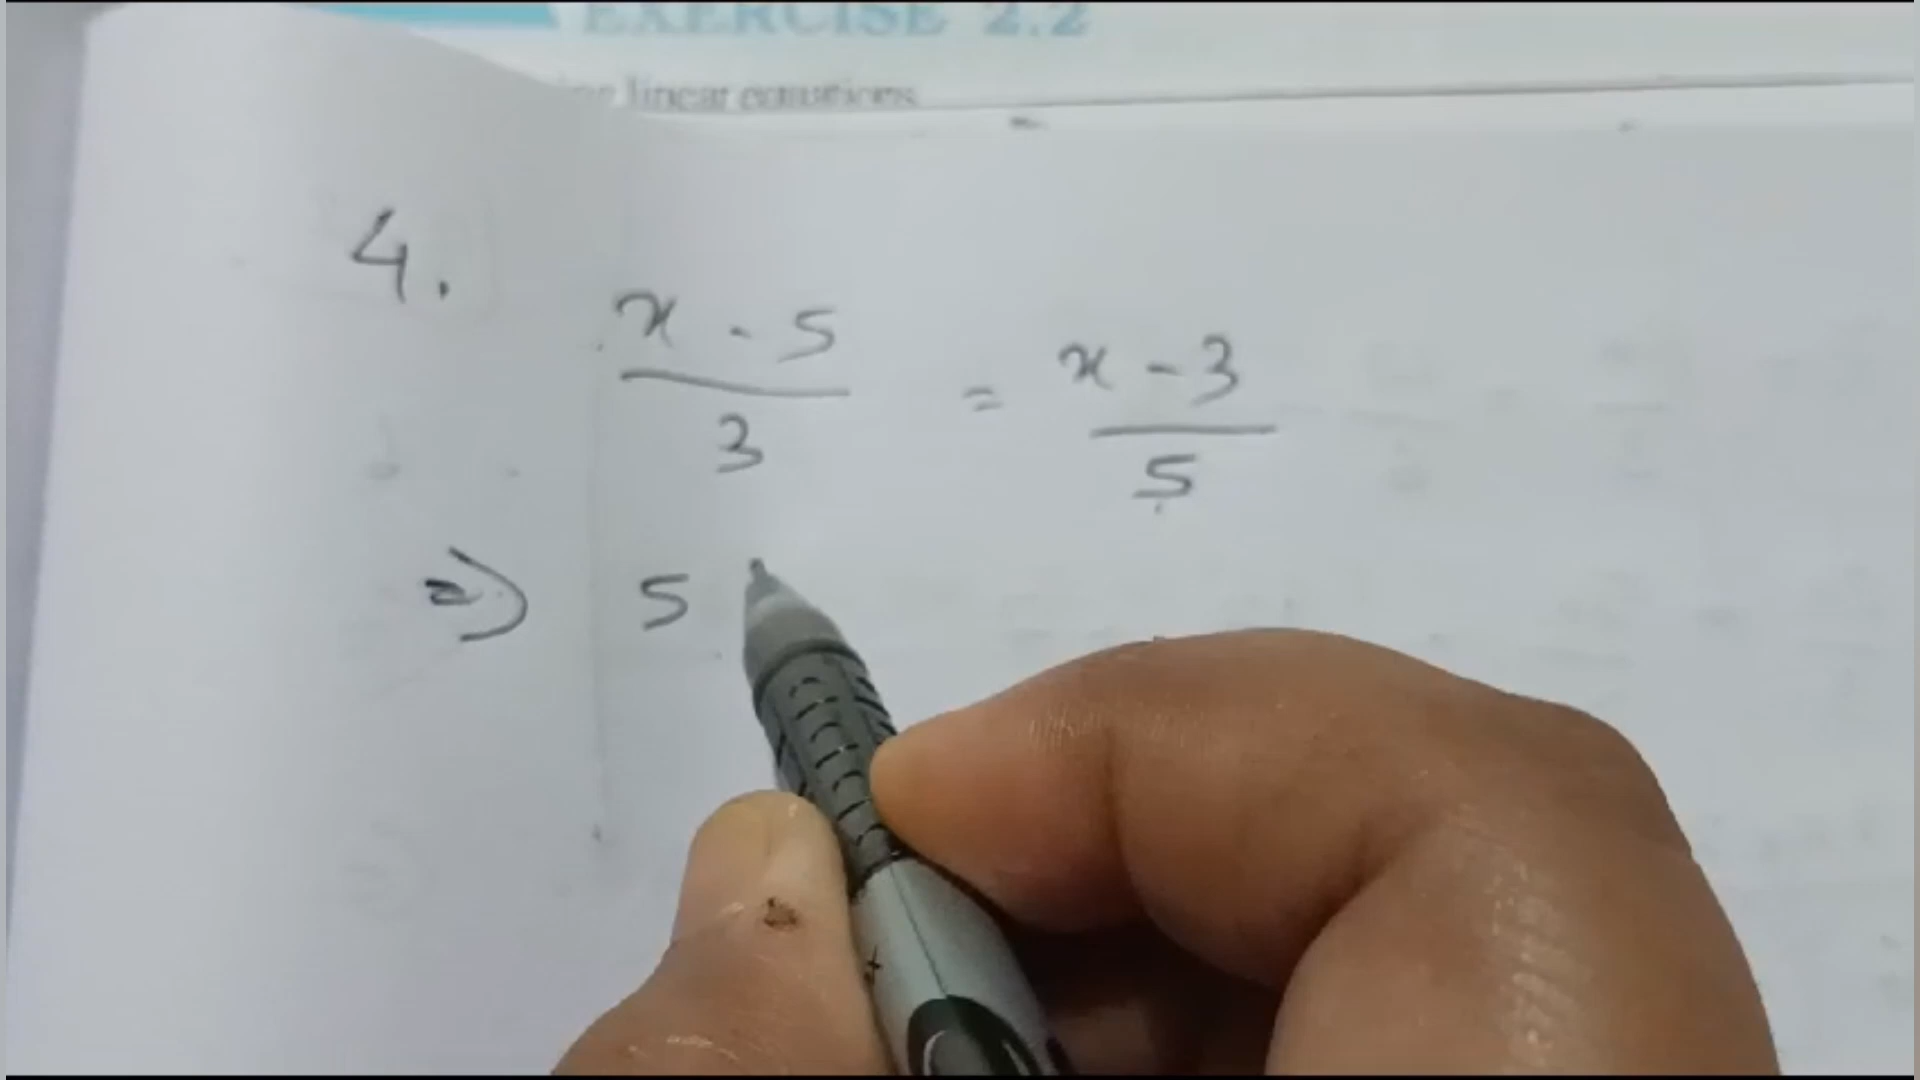 EXERCISE 2.2
linear equations
4.
x - 5 / 3 = x - 3 / 5
⇒ 5